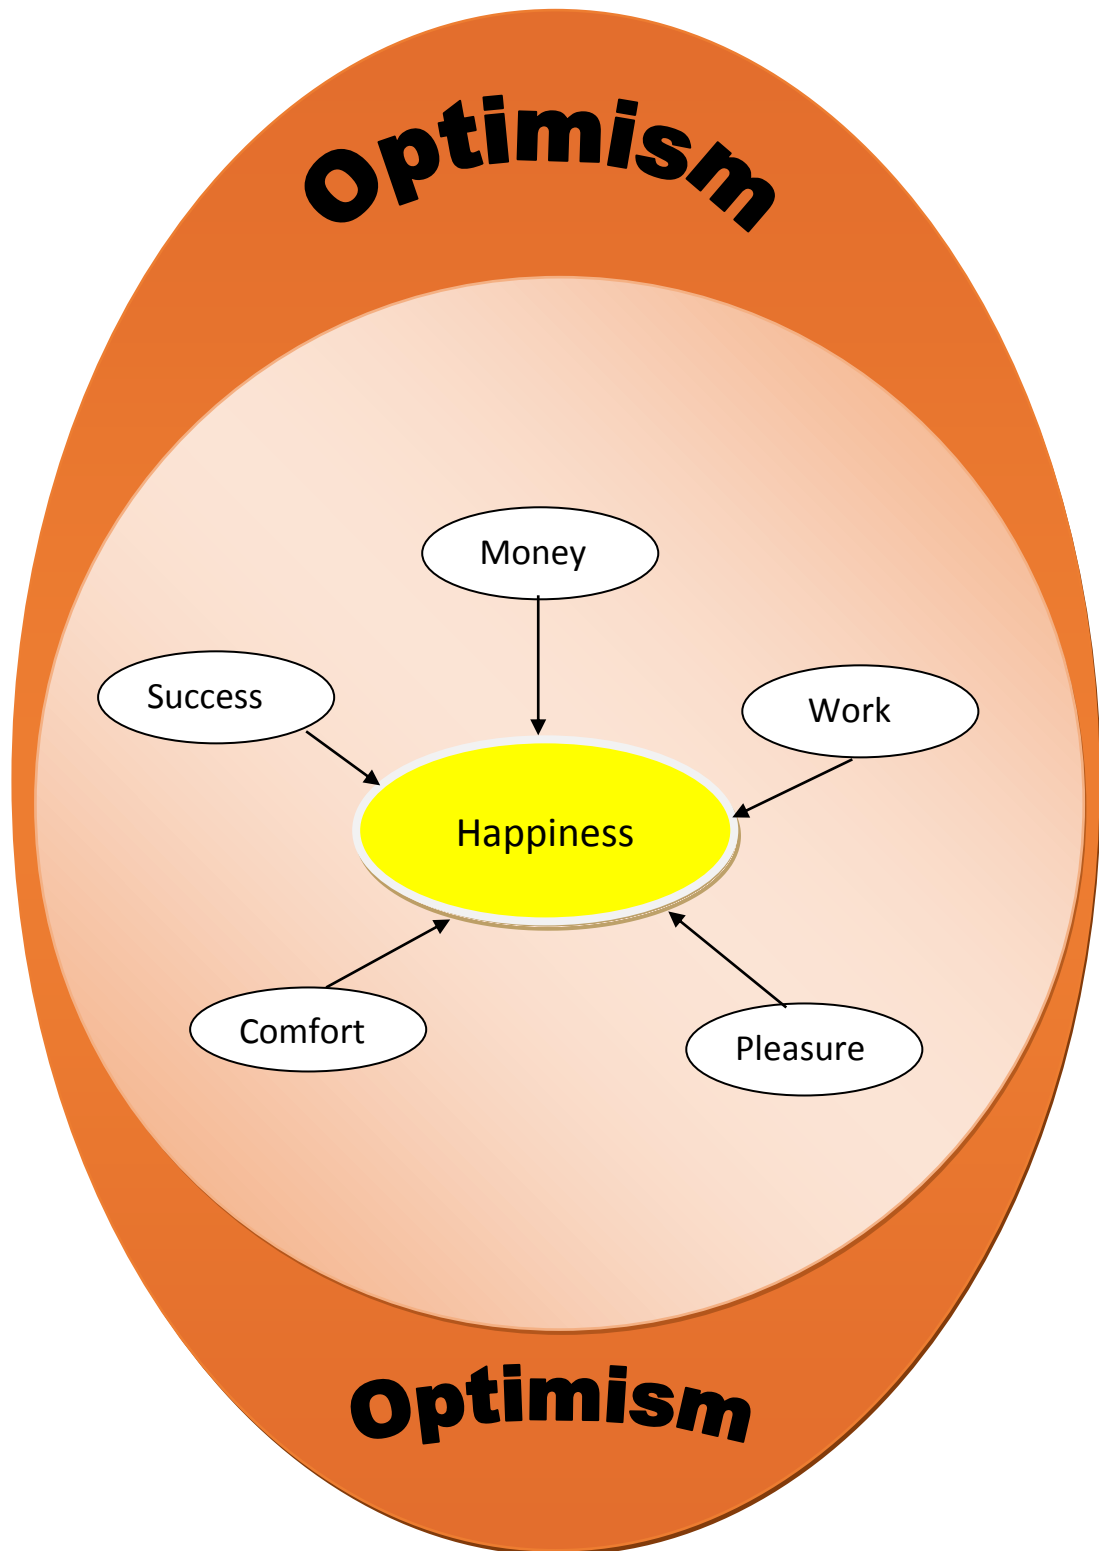 Optimism
Money
Success
Work
Happiness
Comfort
Pleasure
Optimism